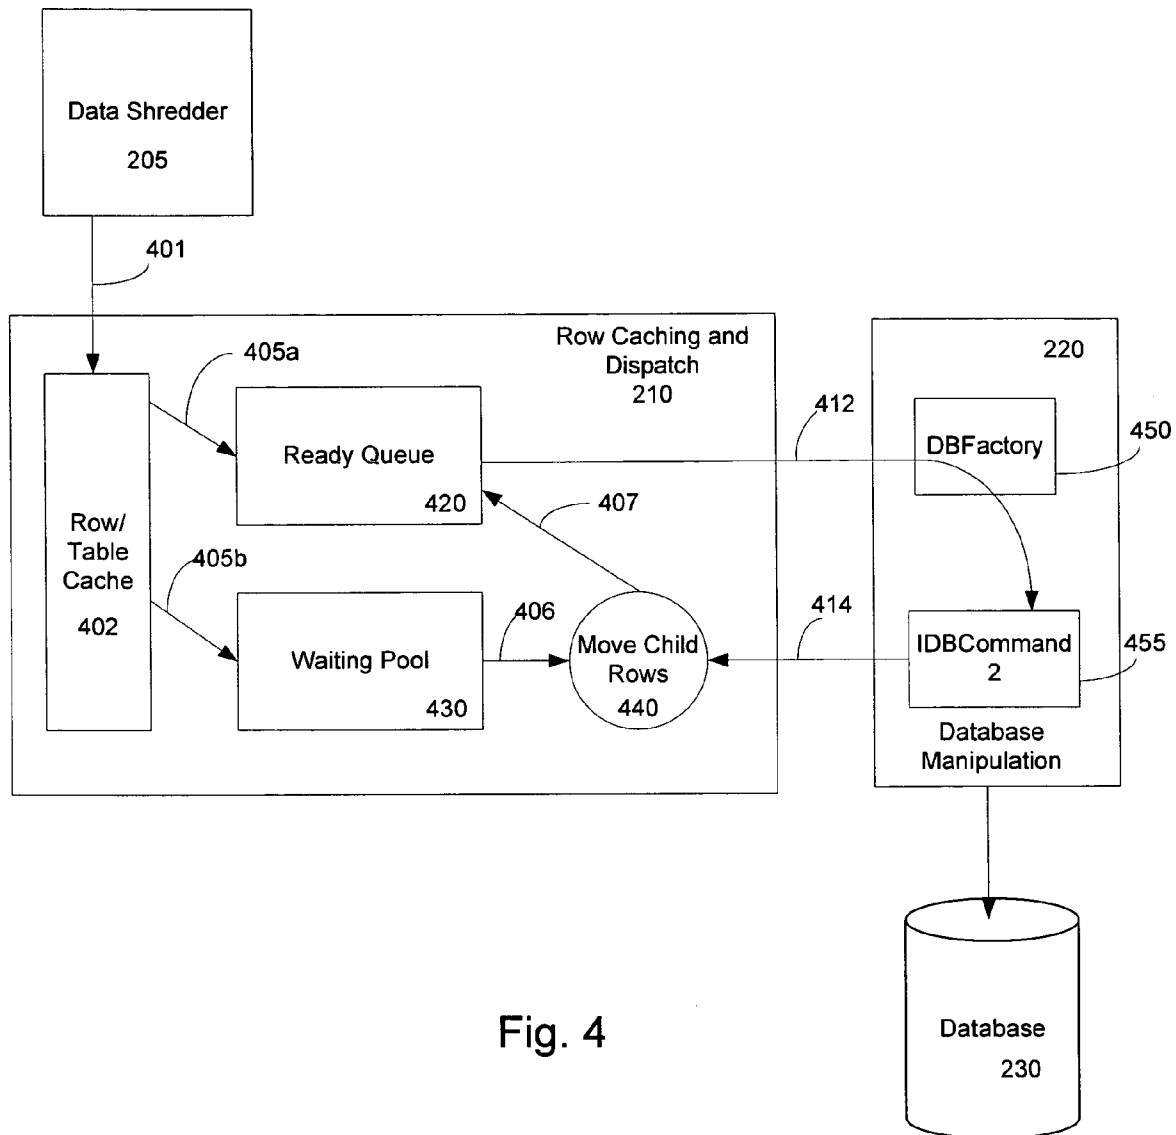 Data Shredder
205
401
Row Caching and
Dispatch
210
405a
220
412
DBFactory
450
Ready Queue
420
407
Row/
Table
Cache
402
405b
406
414
Waiting Pool
430
Move Child
Rows
440
IDBCommand
2
455
Database
Manipulation
Database
230
Fig. 4